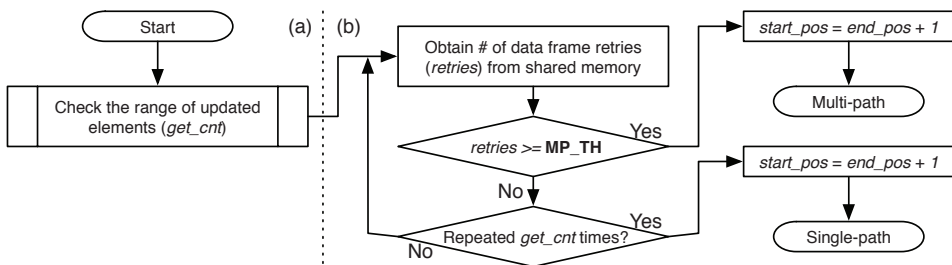 Start
(a)
Check the range of updated
elements (get_cnt)
(b)
Obtain # of data frame retries
(retries) from shared memory
retries >= MP_TH
Yes
No
Repeated get_cnt times?
Yes
No
start_pos = end_pos + 1
Multi-path
start_pos = end_pos + 1
Single-path